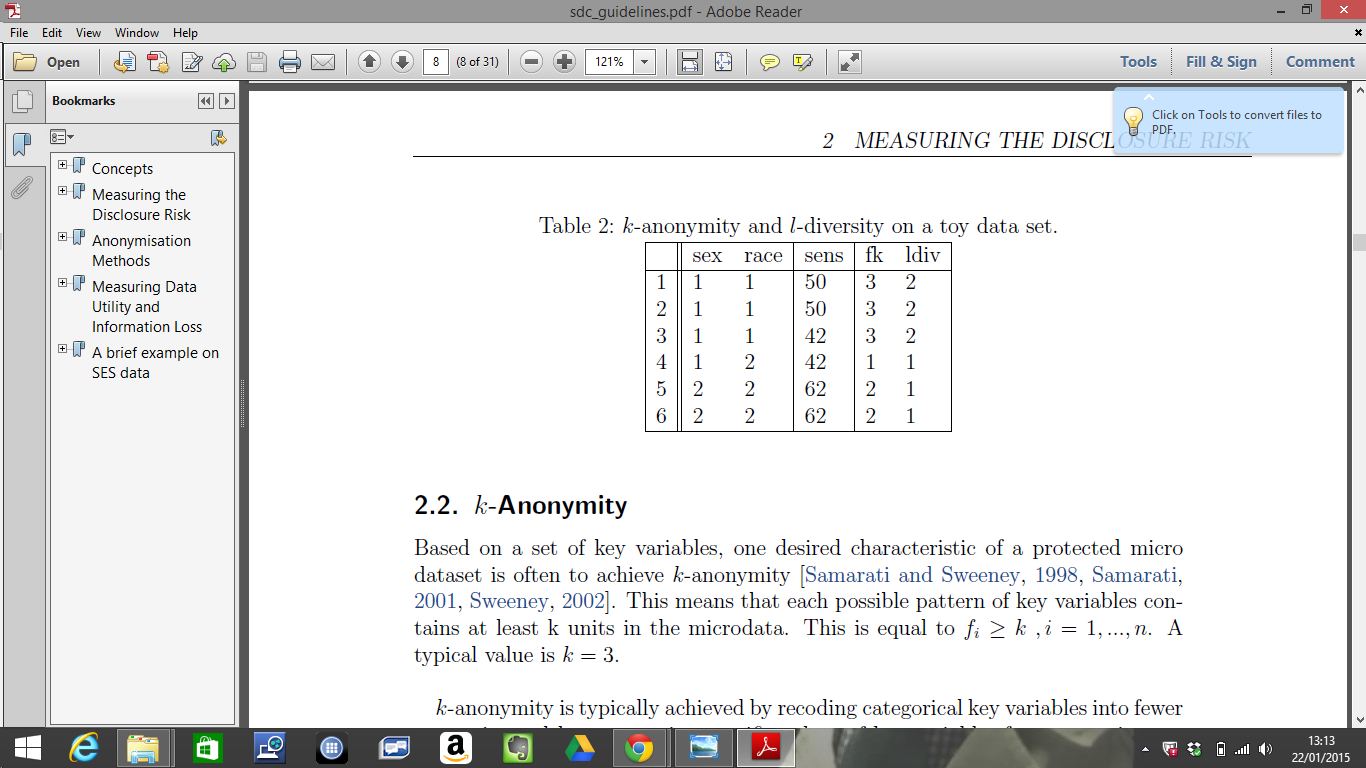 sdc_guidelines.pdf - Adobe Reader
File Edit View Window Help
Open 8 (8 of 31) 121% Tools Fill & Sign Comment
Bookmarks
Concepts
Measuring the
Disclosure Risk
Anonymisation
Methods
Measuring Data
Utility and
Information Loss
A brief example on
SES data
Click on Tools to convert files to
PDF.
2 MEASURING THE DISCLOSURE RISK
Table 2: k-anonymity and l-diversity on a toy data set.
sex race sens fk ldiv
1 1 1 50 3 2
2 1 1 50 3 2
3 1 1 42 3 2
4 1 2 42 1 1
5 2 2 62 2 1
6 2 2 62 2 1
2.2. k-Anonymity
Based on a set of key variables, one desired characteristic of a protected micro
dataset is often to achieve k-anonymity [Samarati and Sweeney, 1998, Samarati,
2001, Sweeney, 2002]. This means that each possible pattern of key variables con-
tains at least k units in the microdata. This is equal to fᵢ ≥ k , i = 1, ..., n. A
typical value is k = 3.
k-anonymity is typically achieved by recoding categorical key variables into fewer
13:13
22/01/2015